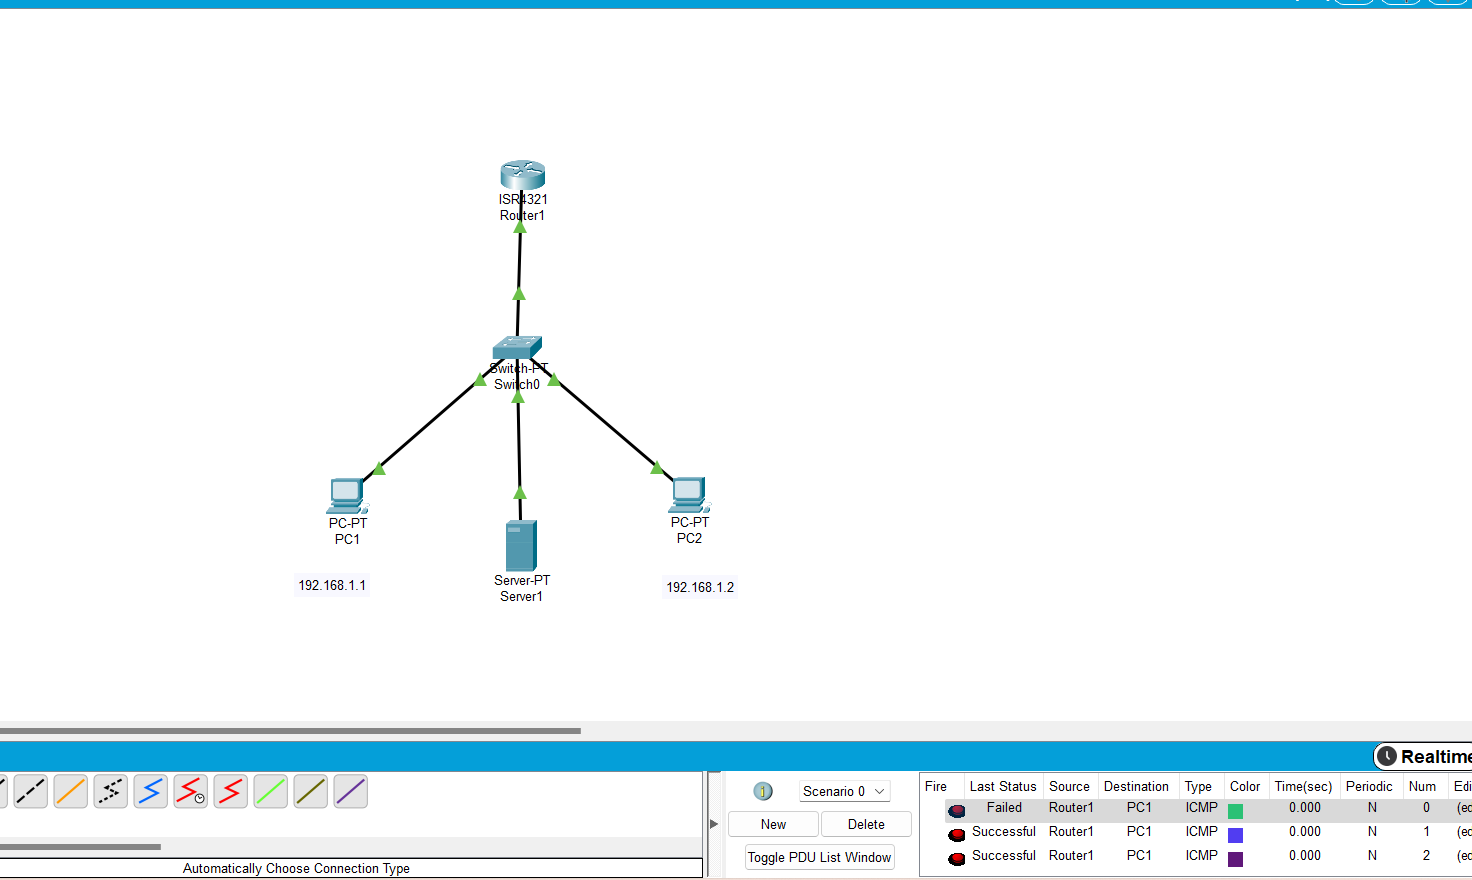 ISR4321
Router1
Switch-PT
Switch0
PC-PT
PC1
PC-PT
PC2
Server-PT
Server1
192.168.1.1
192.168.1.2
Realtime
Scenario 0
New
Delete
Toggle PDU List Window
Automatically Choose Connection Type
Fire Last Status Source Destination Type Color Time(sec) Periodic Num Edi
Failed Router1 PC1 ICMP 0.000 N 0 (ed
Successful Router1 PC1 ICMP 0.000 N 1 (ed
Successful Router1 PC1 ICMP 0.000 N 2 (ed